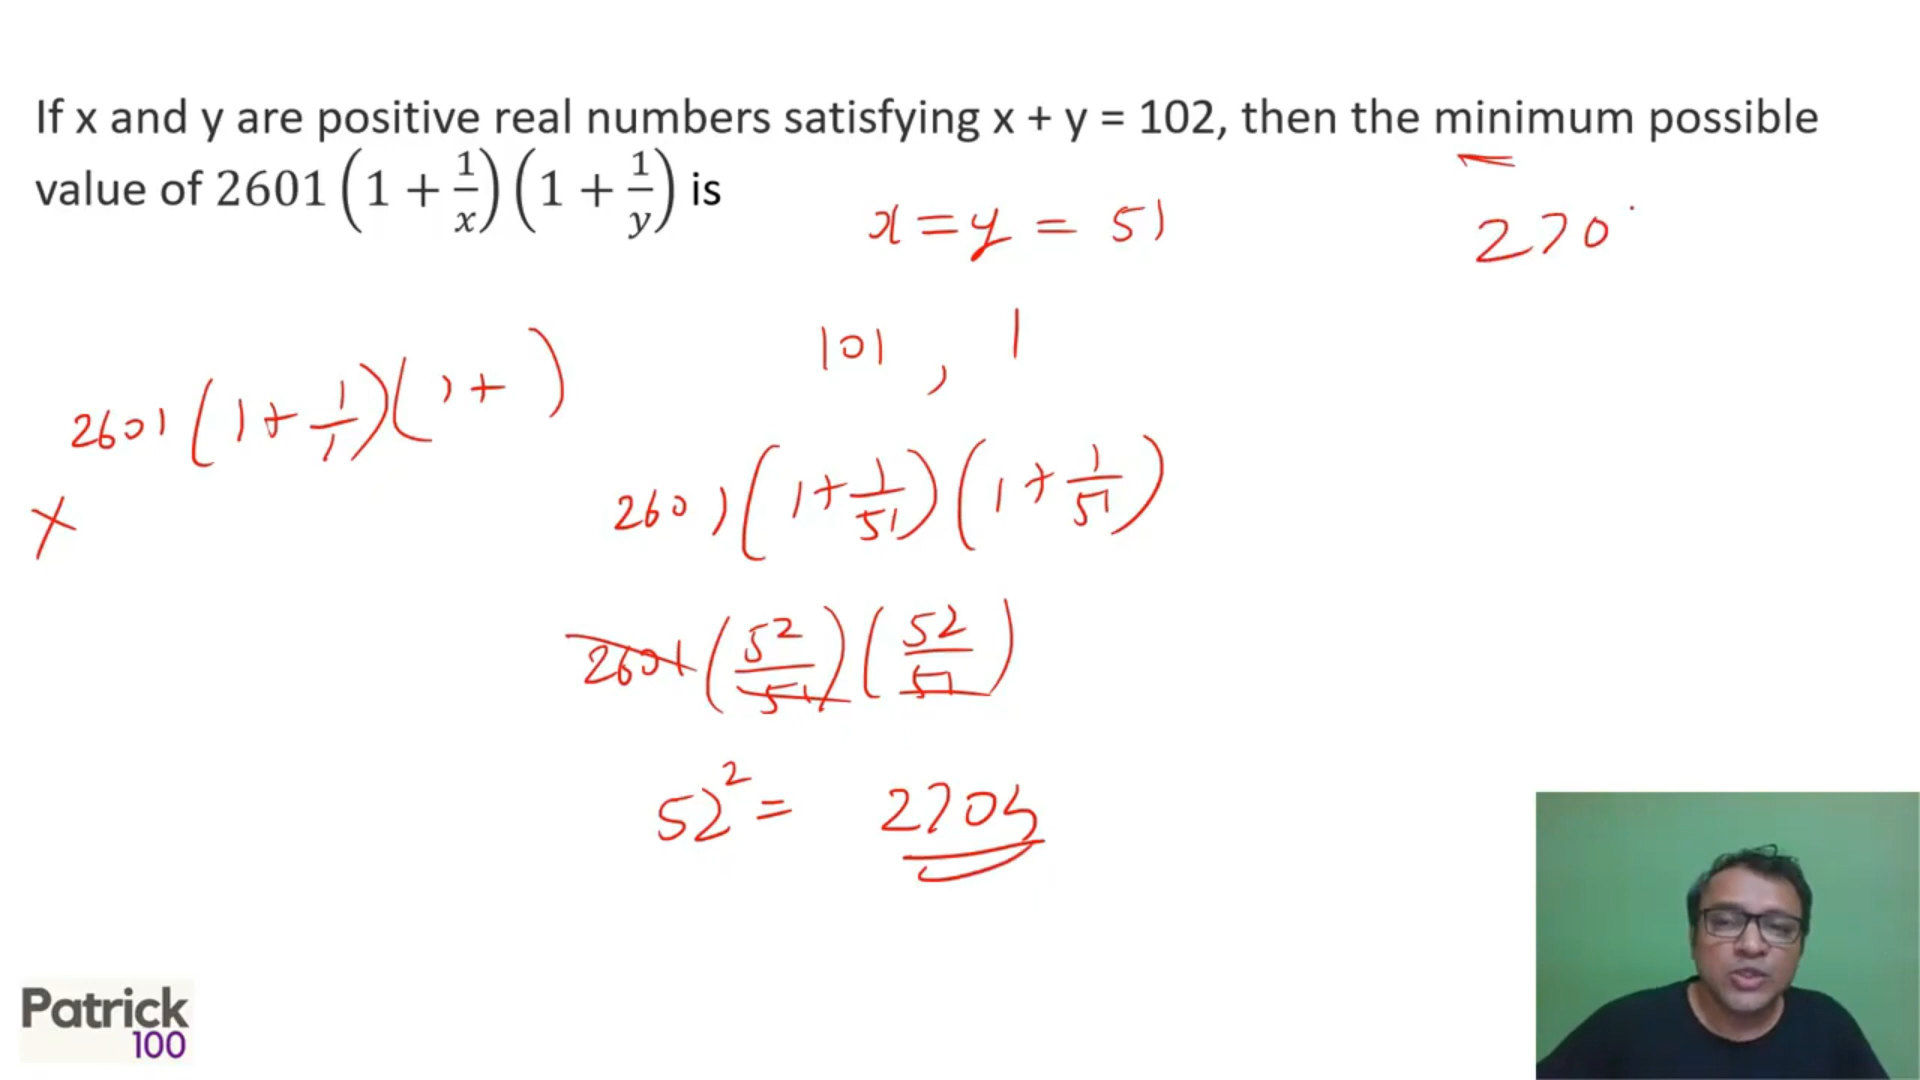 If x and y are positive real numbers satisfying x + y = 102, then the minimum possible
value of 2601 (1 + 1/x) (1 + 1/y) is
x = y = 51
270
101 , 1
2601 (1 + 1/1) (1 + )
x
2601 (1 + 1/51) (1 + 1/51)
2601 (52/51) (52/51)
52² = 2704
Patrick
100